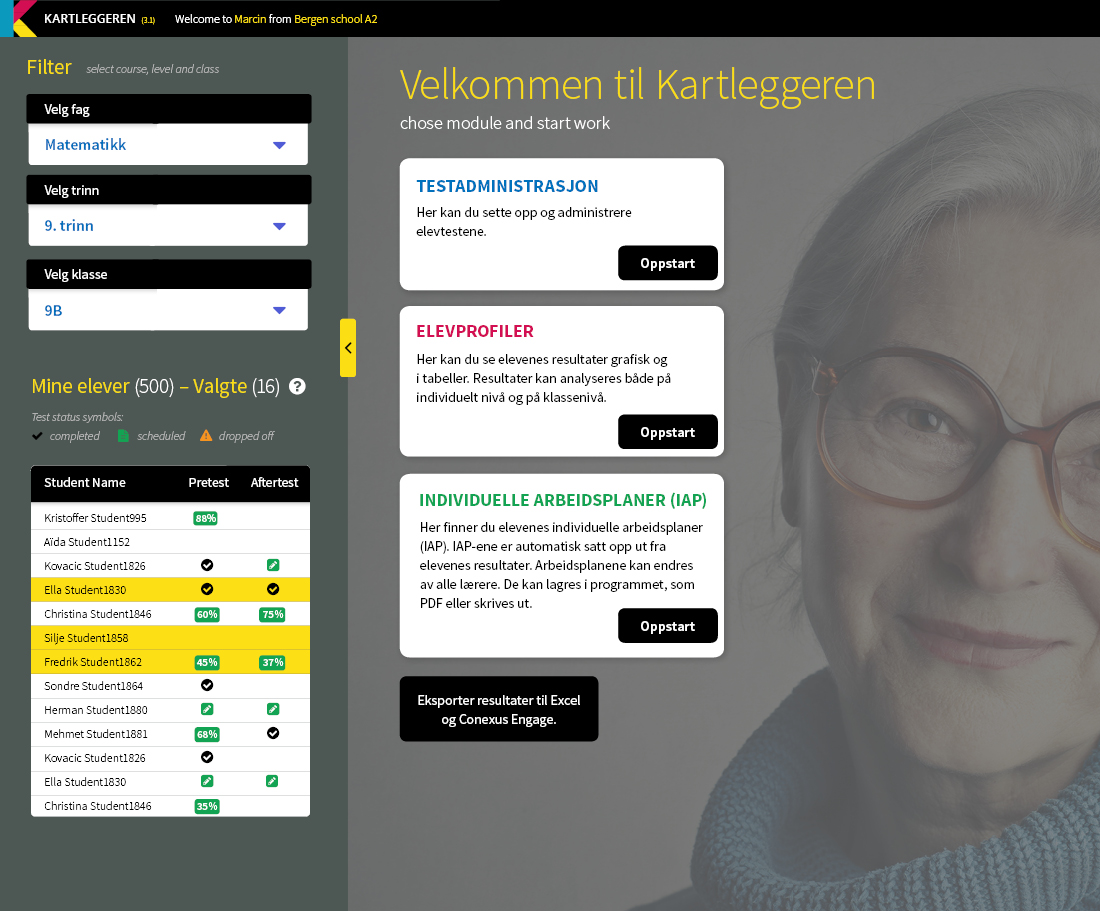 KARTLEGGEREN (3.1) Welcome to Marcin from Bergen school A2
Filter select course, level and class
Velg fag
Matematikk
Velg trinn
9. trinn
Velg klasse
9B
Mine elever (500) – Valgte (16) ?
Test status symbols:
completed scheduled dropped off
Student Name Pretest Aftertest
Kristoffer Student995 88%
Aïda Student1152
Kovacic Student1826
Ella Student1830
Christina Student1846 60% 75%
Silje Student1858
Fredrik Student1862 45% 37%
Sondre Student1864
Herman Student1880
Mehmet Student1881 68%
Kovacic Student1826
Ella Student1830
Christina Student1846 35%
Velkommen til Kartleggeren
chose module and start work
TESTADMINISTRASJON
Her kan du sette opp og administrere
elevtestene.
Oppstart
ELEVPROFILER
Her kan du se elevenes resultater grafisk og
i tabeller. Resultater kan analyseres både på
individuelt nivå og på klassenivå.
Oppstart
INDIVIDUELLE ARBEIDSPLANER (IAP)
Her finner du elevenes individuelle arbeidsplaner
(IAP). IAP-ene er automatisk satt opp ut fra
elevenes resultater. Arbeidsplanene kan endres
av alle lærere. De kan lagres i programmet, som
PDF eller skrives ut.
Oppstart
Eksporter resultater til Excel
og Conexus Engage.